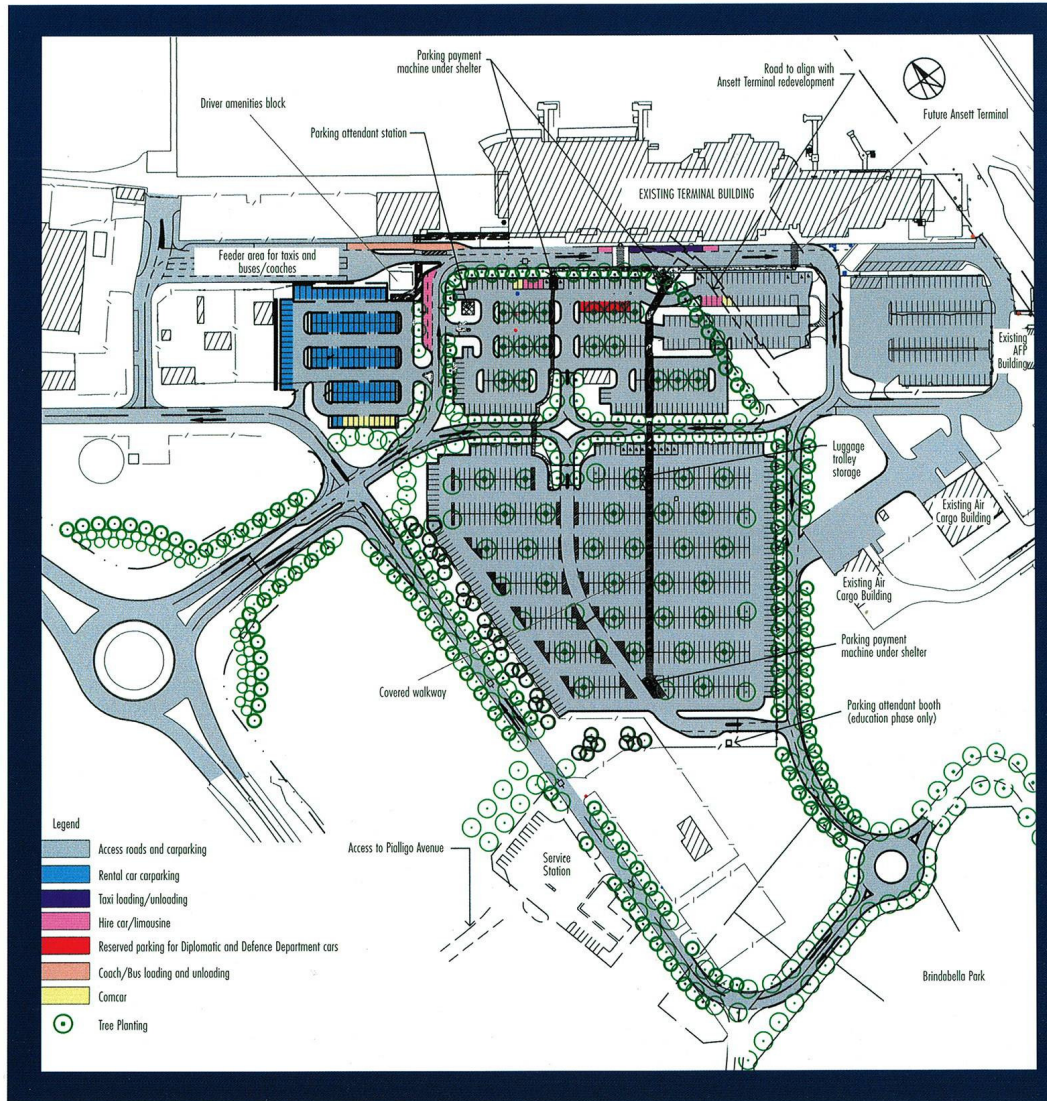 Parking payment
machine under shelter
Road to align with
Ansett Terminal redevelopment
Driver amenities block
Future Ansett Terminal
Parking attendant station
EXISTING TERMINAL BUILDING
Feeder area for taxis and
buses/coaches
Existing
AFP
Building
Luggage
trolley
storage
Existing Air
Cargo Building
Existing Air
Cargo Building
Parking payment
machine under shelter
Covered walkway
Parking attendant booth
(education phase only)
Access to Pialligo Avenue
Service
Station
Brindabella Park
Legend
Access roads and carparking
Rental car carparking
Taxi loading/unloading
Hire car/limousine
Reserved parking for Diplomatic and Defence Department cars
Coach/Bus loading and unloading
Comcar
Tree Planting